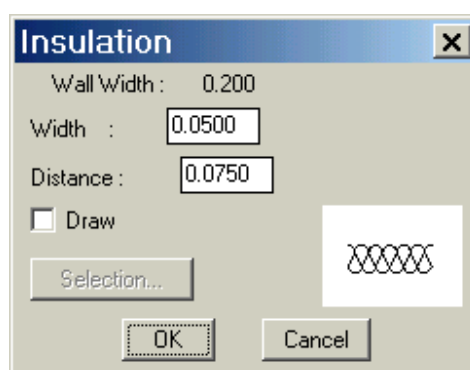 Insulation
Wall Width : 0.200
Width : 0.0500
Distance : 0.0750
Draw
Selection...
OK Cancel